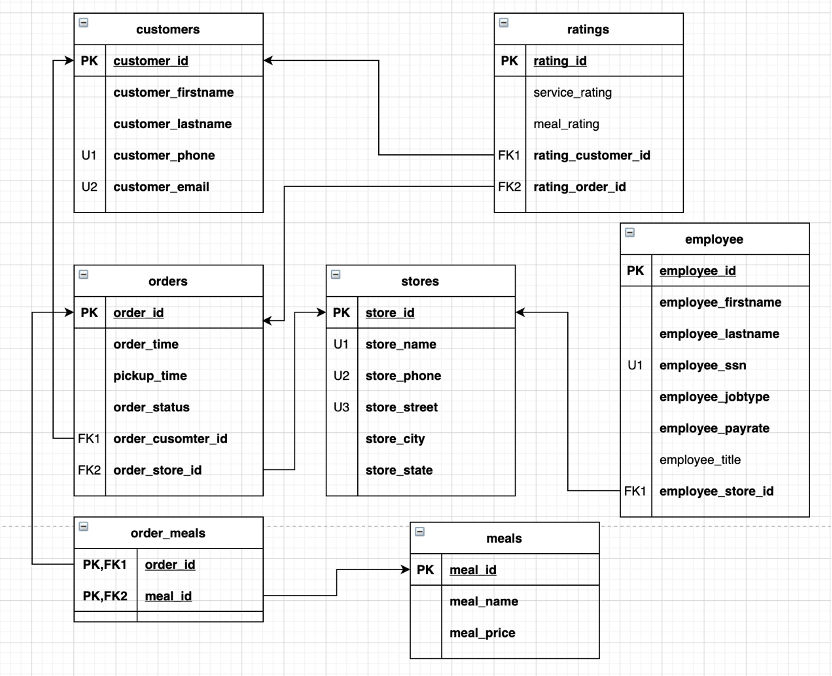 customers
PK customer_id
customer_firstname
customer_lastname
U1 customer_phone
U2 customer_email
ratings
PK rating_id
service_rating
meal_rating
FK1 rating_customer_id
FK2 rating_order_id
employee
PK employee_id
employee_firstname
employee_lastname
U1 employee_ssn
employee_jobtype
employee_payrate
employee_title
FK1 employee_store_id
orders
PK order_id
order_time
pickup_time
order_status
FK1 order_cusomter_id
FK2 order_store_id
stores
PK store_id
U1 store_name
U2 store_phone
U3 store_street
store_city
store_state
order_meals
PK,FK1 order_id
PK,FK2 meal_id
meals
PK meal_id
meal_name
meal_price